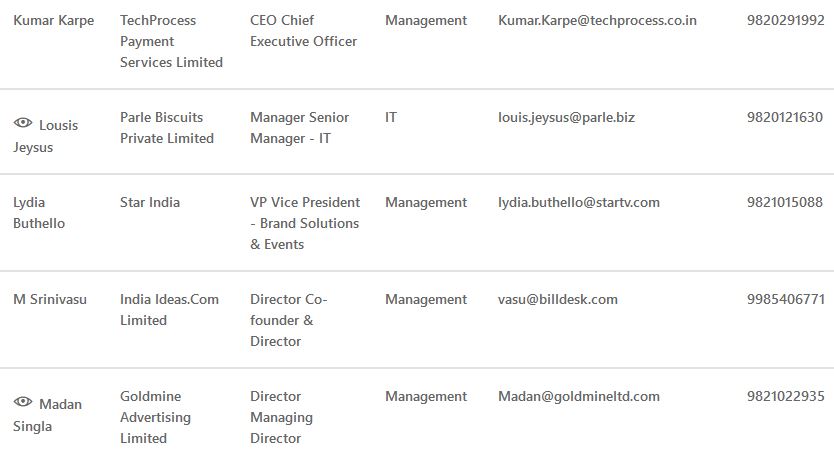 Kumar Karpe TechProcess CEO Chief Management Kumar.Karpe@techprocess.co.in 9820291992
Payment Executive Officer
Services Limited
Lousis Parle Biscuits Manager Senior IT louis.jeysus@parle.biz 9820121630
Jeysus Private Limited Manager - IT
Lydia Star India VP Vice President Management lydia.buthello@startv.com 9821015088
Buthello - Brand Solutions
& Events
M Srinivasu India Ideas.Com Director Co- Management vasu@billdesk.com 9985406771
Limited founder &
Director
Madan Goldmine Director Management Madan@goldmineltd.com 9821022935
Singla Advertising Managing
Limited Director